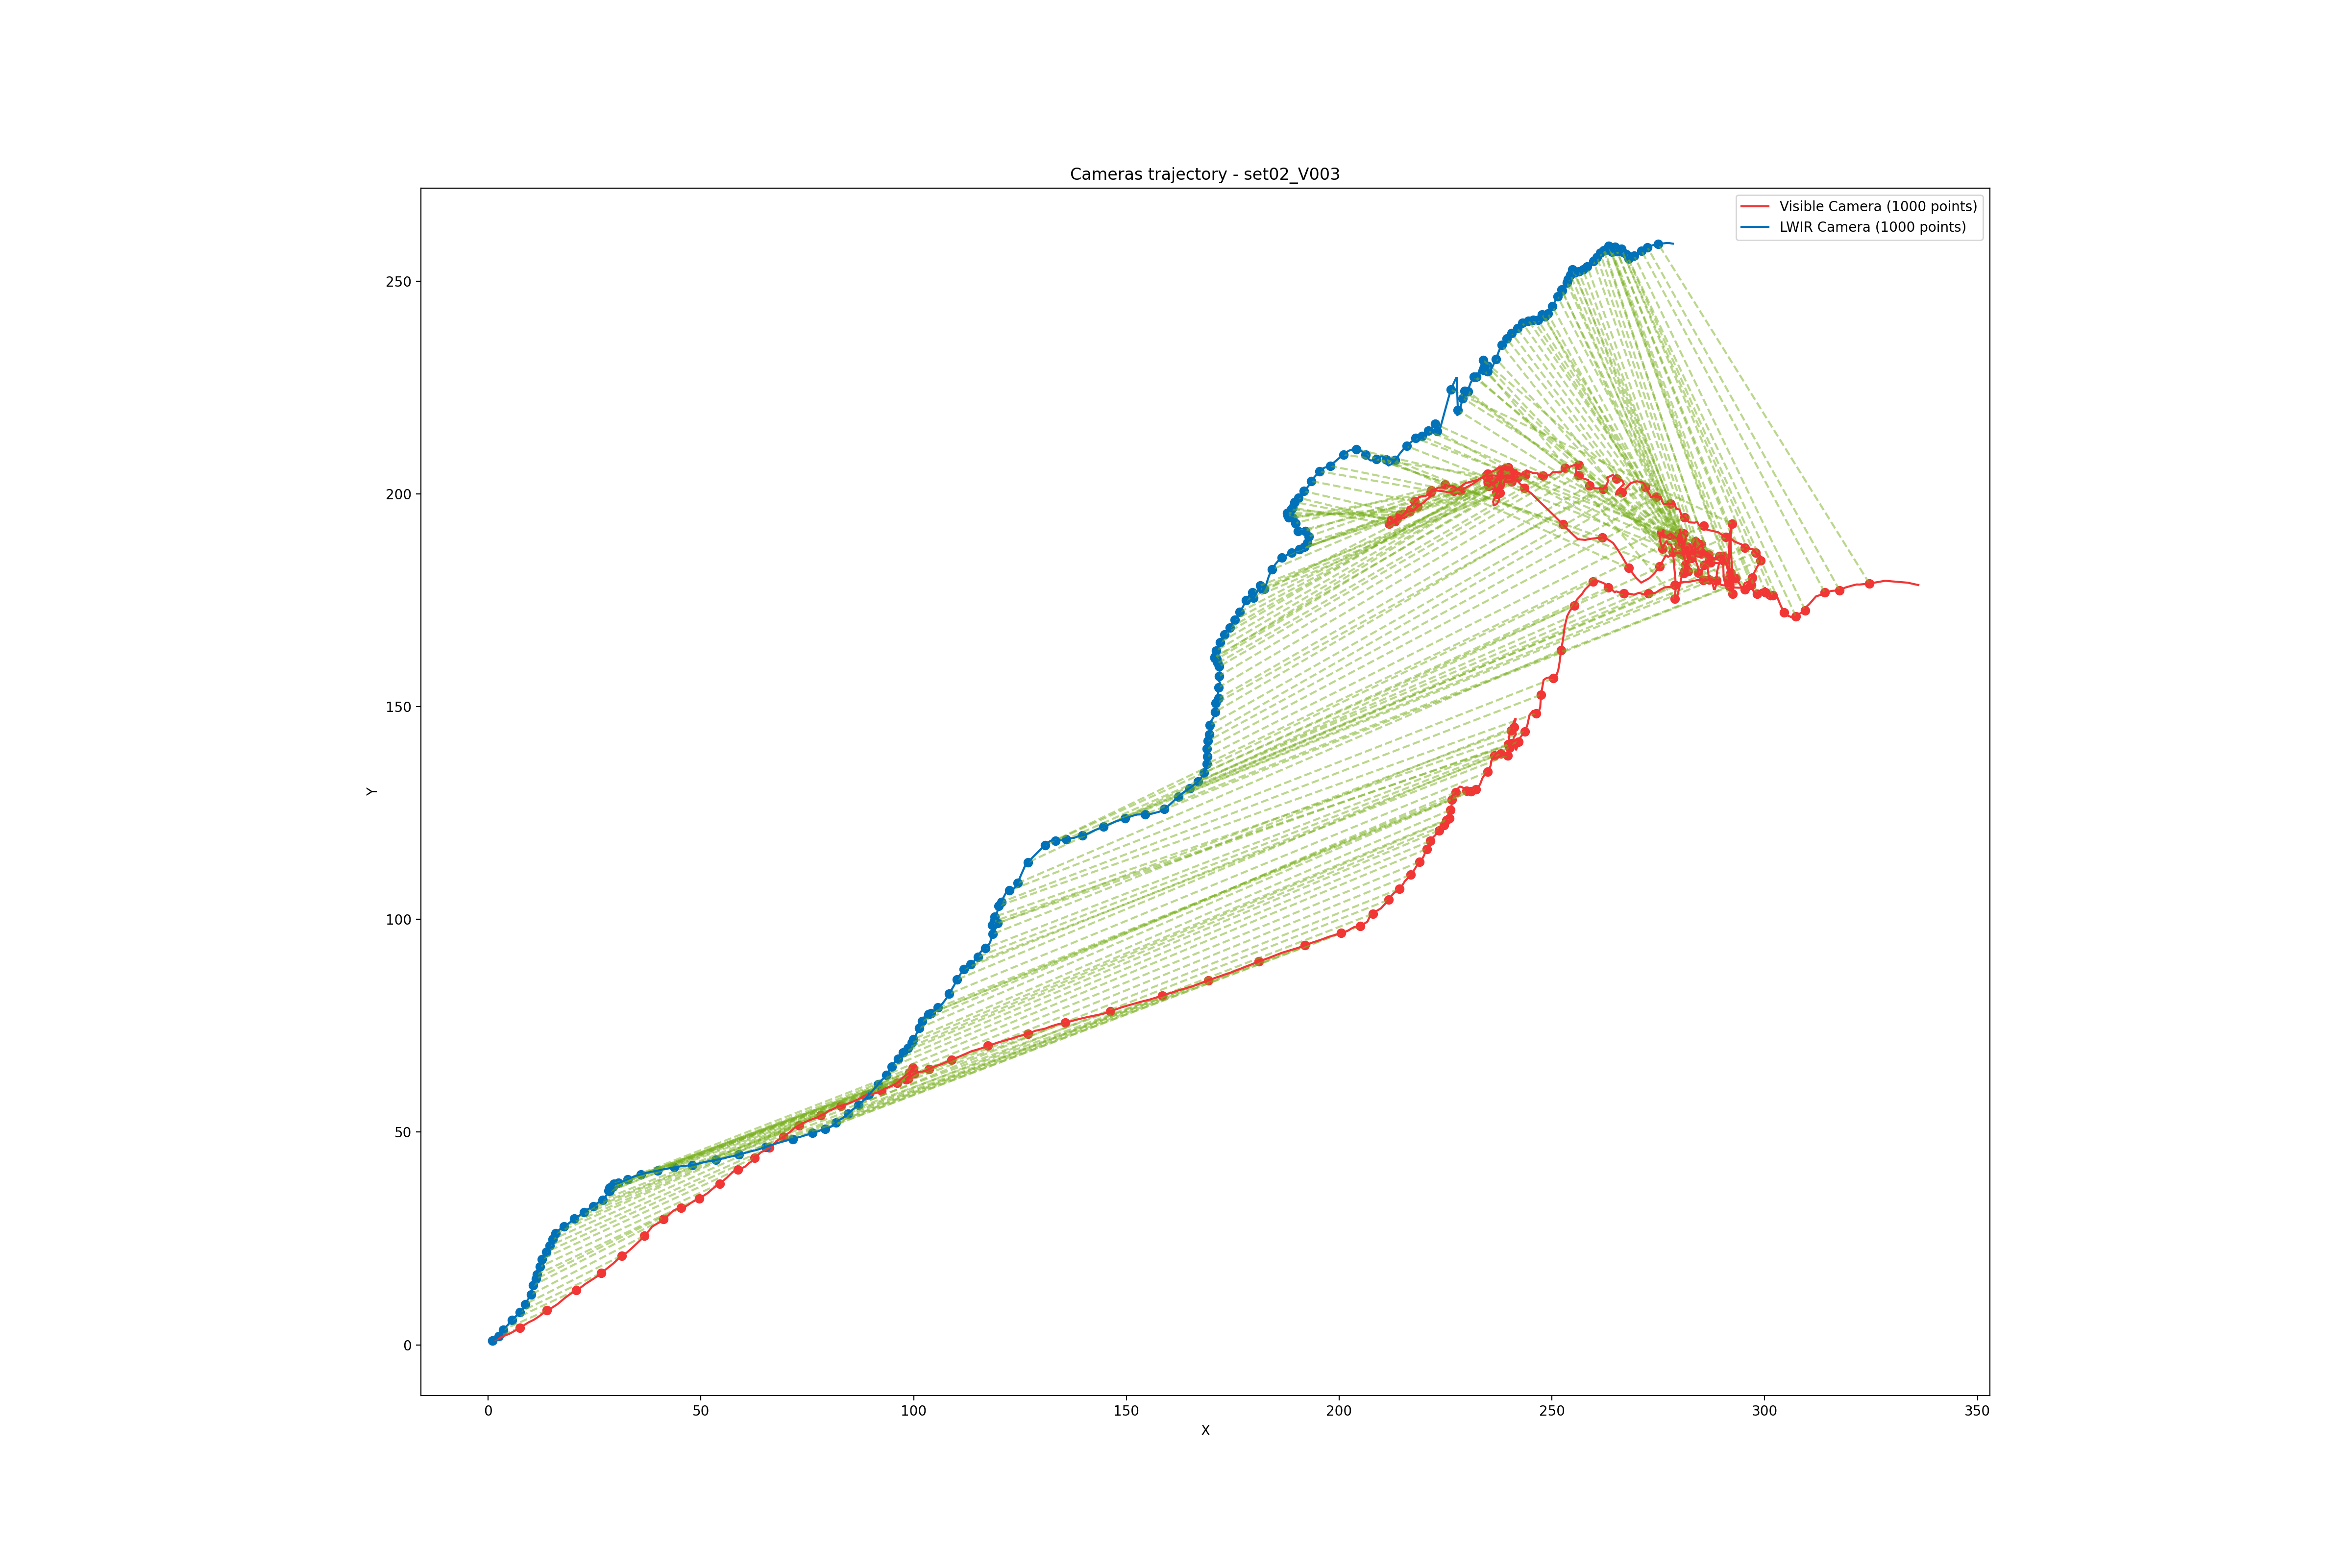 Cameras trajectory - set02_V003
Visible Camera (1000 points)
LWIR Camera (1000 points)
250
200
150
100
50
0
Y
0 50 100 150 200 250 300 350
X